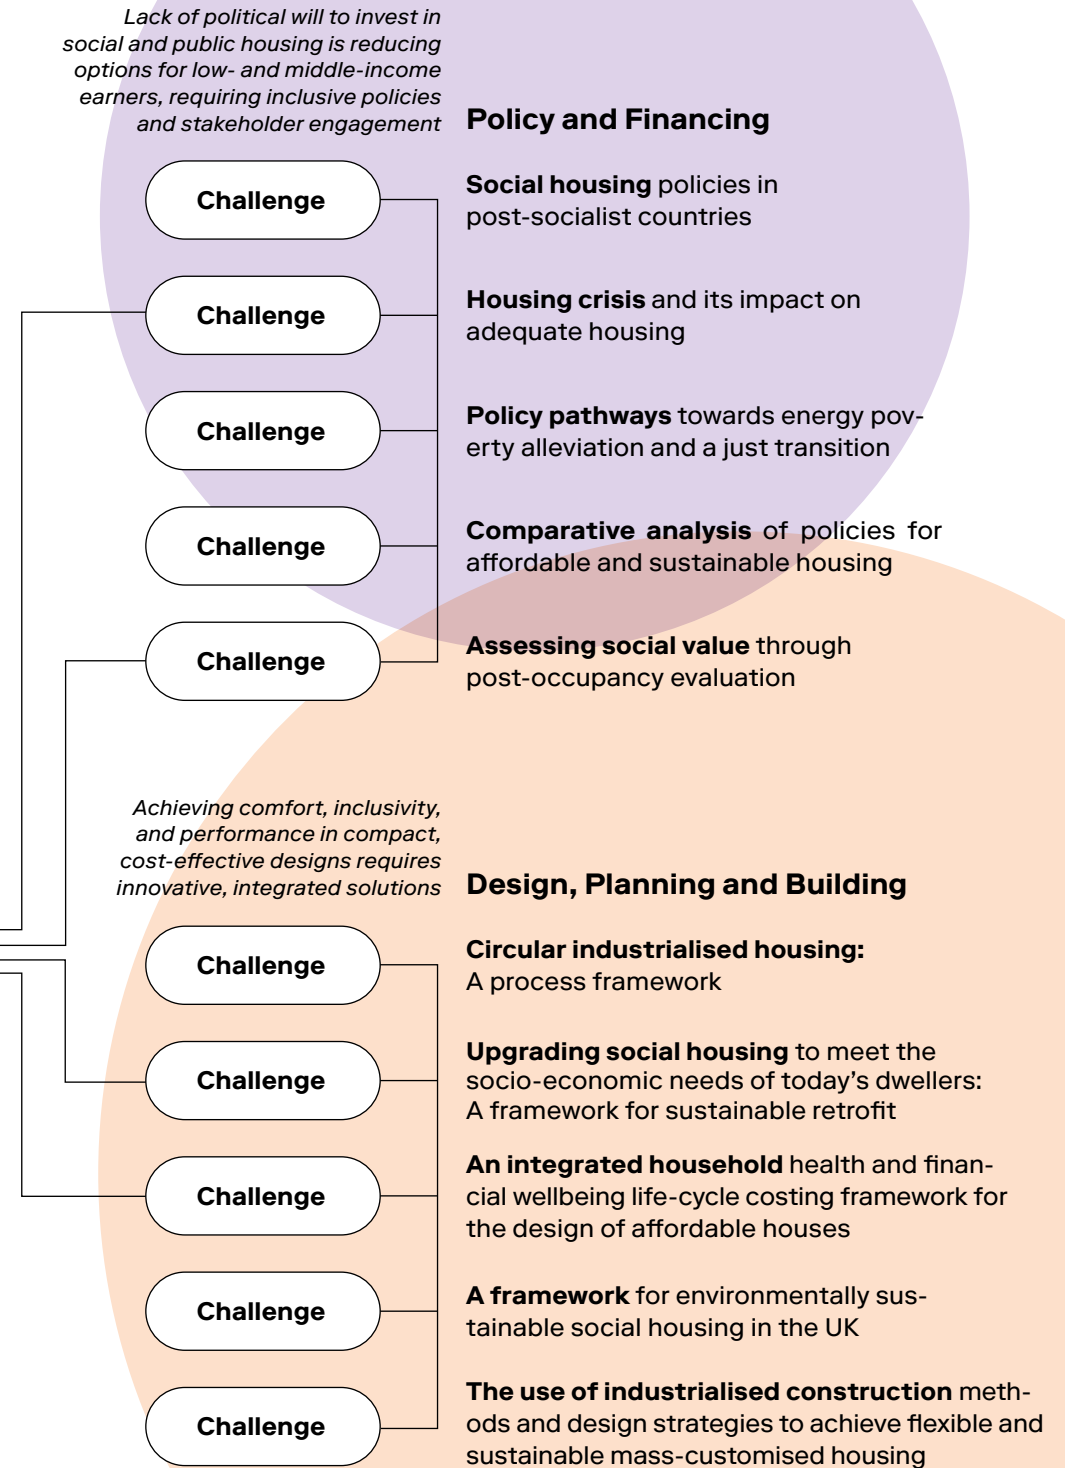 Lack of political will to invest in
social and public housing is reducing
options for low- and middle-income
earners, requiring inclusive policies
and stakeholder engagement
Policy and Financing
Challenge
Social housing policies in
post-socialist countries
Challenge
Housing crisis and its impact on
adequate housing
Challenge
Policy pathways towards energy pov-
erty alleviation and a just transition
Challenge
Comparative analysis of policies for
affordable and sustainable housing
Challenge
Assessing social value through
post-occupancy evaluation
Achieving comfort, inclusivity,
and performance in compact,
cost-effective designs requires
innovative, integrated solutions
Design, Planning and Building
Challenge
Circular industrialised housing:
A process framework
Challenge
Upgrading social housing to meet the
socio-economic needs of today’s dwellers:
A framework for sustainable retrofit
Challenge
An integrated household health and finan-
cial wellbeing life-cycle costing framework for
the design of affordable houses
Challenge
A framework for environmentally sus-
tainable social housing in the UK
Challenge
The use of industrialised construction meth-
ods and design strategies to achieve flexible and
sustainable mass-customised housing